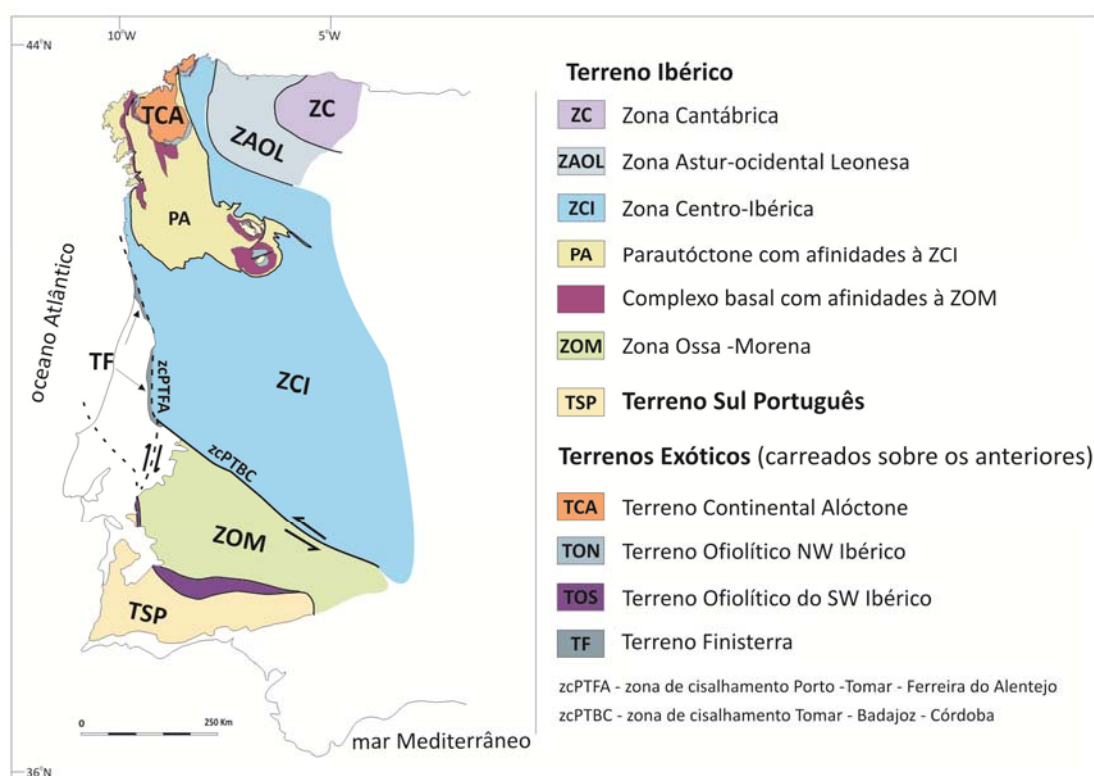 10°W
5°W
44°N
36°N
TCA
ZC
ZAOL
PA
oceano Atlântico
TF
zcPTFA
ZCI
zcPTBC
ZOM
TSP
0
250 Km
mar Mediterrâneo
Terreno Ibérico
ZC Zona Cantábrica
ZAOL Zona Astur-ocidental Leonesa
ZCI Zona Centro-Ibérica
PA Parautóctone com afinidades à ZCI
Complexo basal com afinidades à ZOM
ZOM Zona Ossa -Morena
TSP Terreno Sul Português
Terrenos Exóticos (carreados sobre os anteriores)
TCA Terreno Continental Alóctone
TON Terreno Ofiolítico NW Ibérico
TOS Terreno Ofiolítico do SW Ibérico
TF Terreno Finisterra
zcPTFA - zona de cisalhamento Porto -Tomar - Ferreira do Alentejo
zcPTBC - zona de cisalhamento Tomar - Badajoz - Córdoba